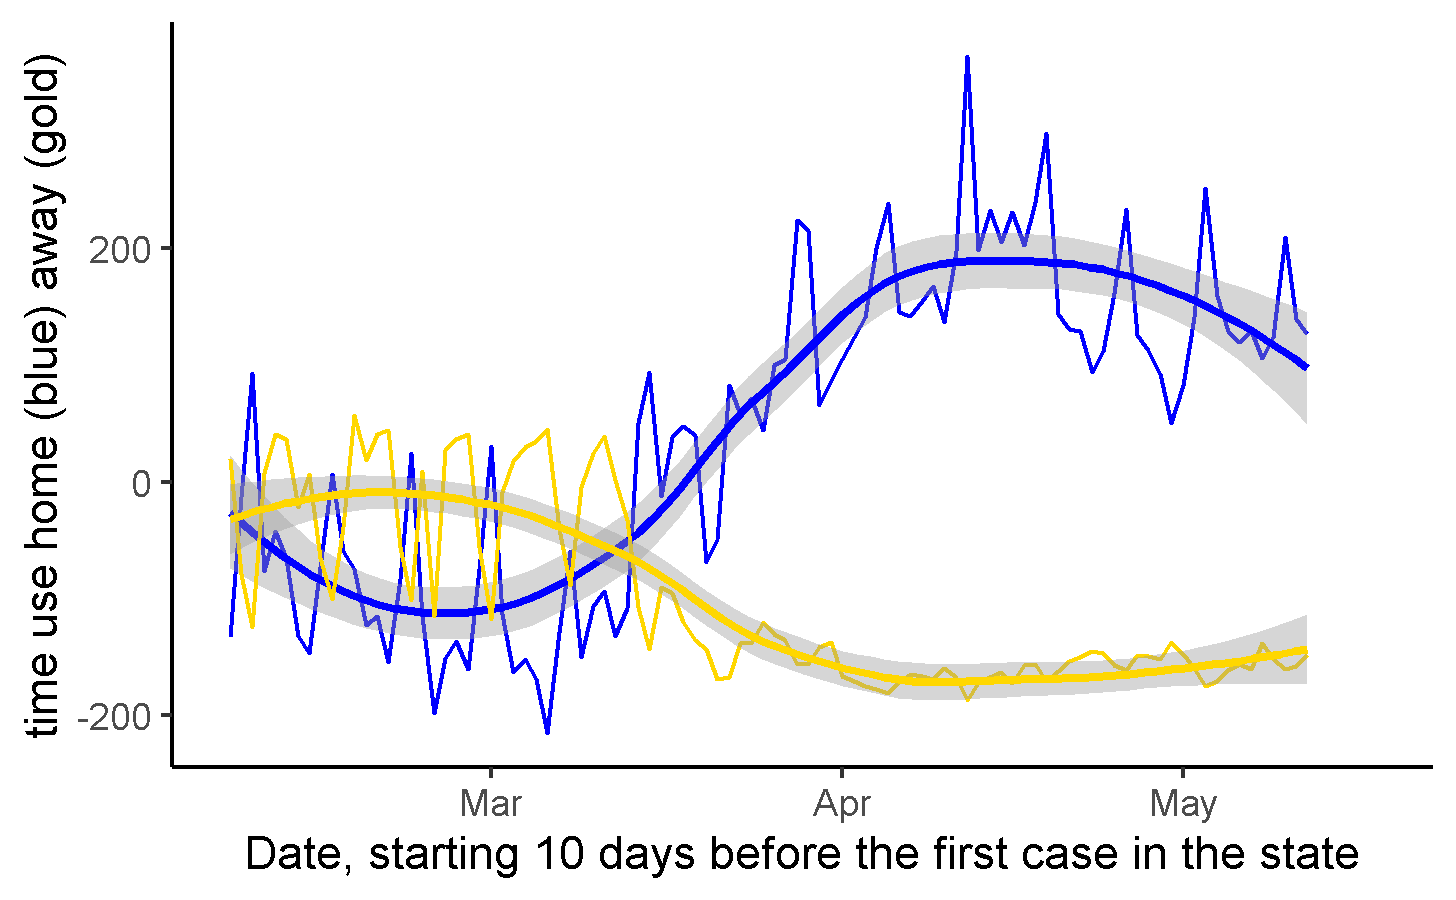 time use home (blue) away (gold)
200
0
-200
Mar Apr May
Date, starting 10 days before the first case in the state